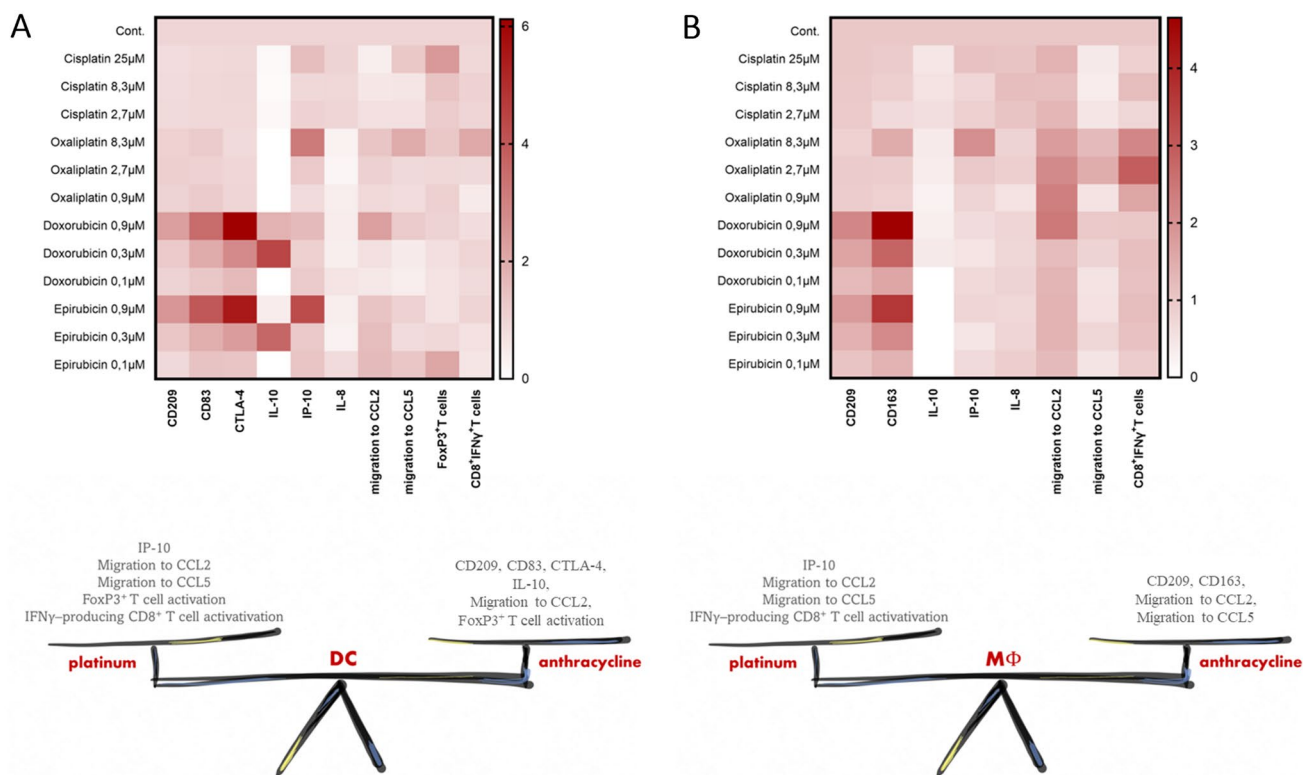 A
Cont.
Cisplatin 25µM
Cisplatin 8,3µM
Cisplatin 2,7µM
Oxaliplatin 8,3µM
Oxaliplatin 2,7µM
Oxaliplatin 0,9µM
Doxorubicin 0,9µM
Doxorubicin 0,3µM
Doxorubicin 0,1µM
Epirubicin 0,9µM
Epirubicin 0,3µM
Epirubicin 0,1µM
6
4
2
0
CD209
CD83
CTLA-4
IL-10
IP-10
IL-8
migration to CCL2
migration to CCL5
FoxP3⁺T cells
CD8⁺IFNγ⁺T cells
IP-10
Migration to CCL2
Migration to CCL5
FoxP3⁺ T cell activation
IFNγ–producing CD8⁺ T cell activativation
CD209, CD83, CTLA-4,
IL-10,
Migration to CCL2,
FoxP3⁺ T cell activation
platinum
DC
anthracycline
B
Cont.
Cisplatin 25µM
Cisplatin 8,3µM
Cisplatin 2,7µM
Oxaliplatin 8,3µM
Oxaliplatin 2,7µM
Oxaliplatin 0,9µM
Doxorubicin 0,9µM
Doxorubicin 0,3µM
Doxorubicin 0,1µM
Epirubicin 0,9µM
Epirubicin 0,3µM
Epirubicin 0,1µM
4
3
2
1
0
CD209
CD163
IL-10
IP-10
IL-8
migration to CCL2
migration to CCL5
CD8⁺IFNγ⁺T cells
IP-10
Migration to CCL2
Migration to CCL5
IFNγ–producing CD8⁺ T cell activativation
CD209, CD163,
Migration to CCL2,
Migration to CCL5
platinum
MΦ
anthracycline